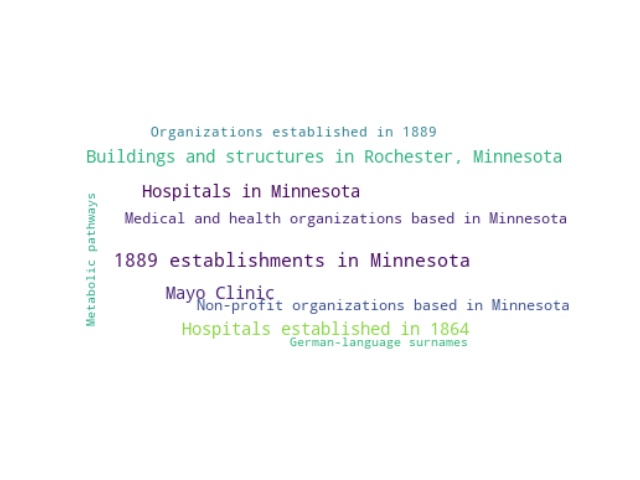 Organizations established in 1889
Buildings and structures in Rochester, Minnesota
Hospitals in Minnesota
Medical and health organizations based in Minnesota
Metabolic pathways
1889 establishments in Minnesota
Mayo Clinic
Non-profit organizations based in Minnesota
Hospitals established in 1864
German-language surnames